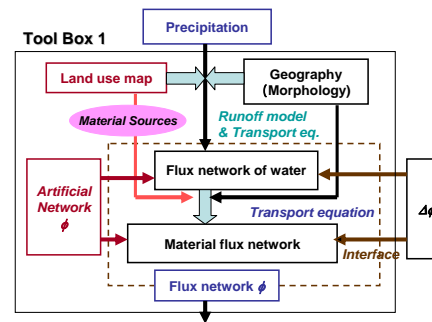 Precipitation
Tool Box 1
Land use map
Geography
(Morphology)
Material Sources
Runoff model
& Transport eq.
Flux network of water
Artificial
Network
ϕ
Transport equation
Δϕ
Material flux network
Interface
Flux network ϕ